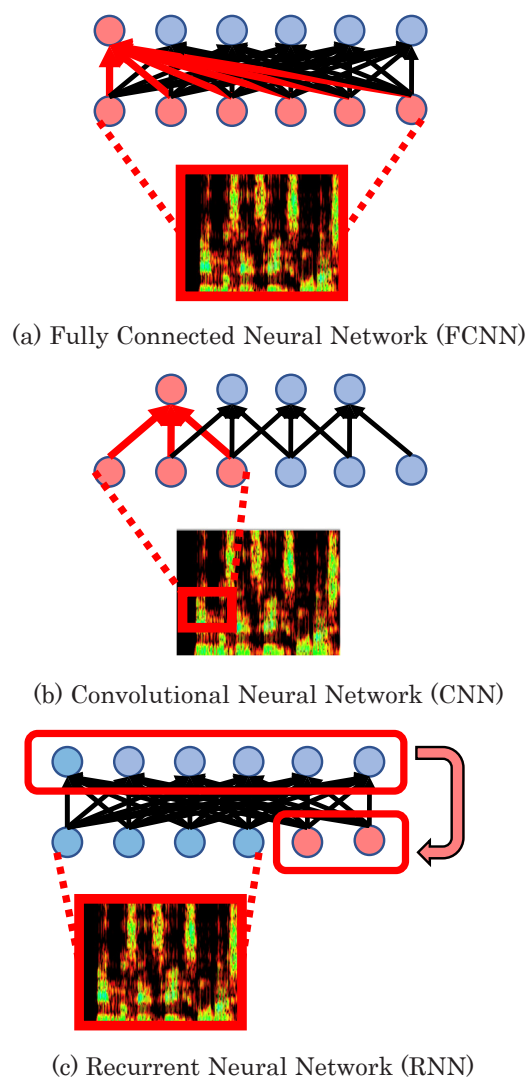 (a) Fully Connected Neural Network (FCNN)
(b) Convolutional Neural Network (CNN)
(c) Recurrent Neural Network (RNN)